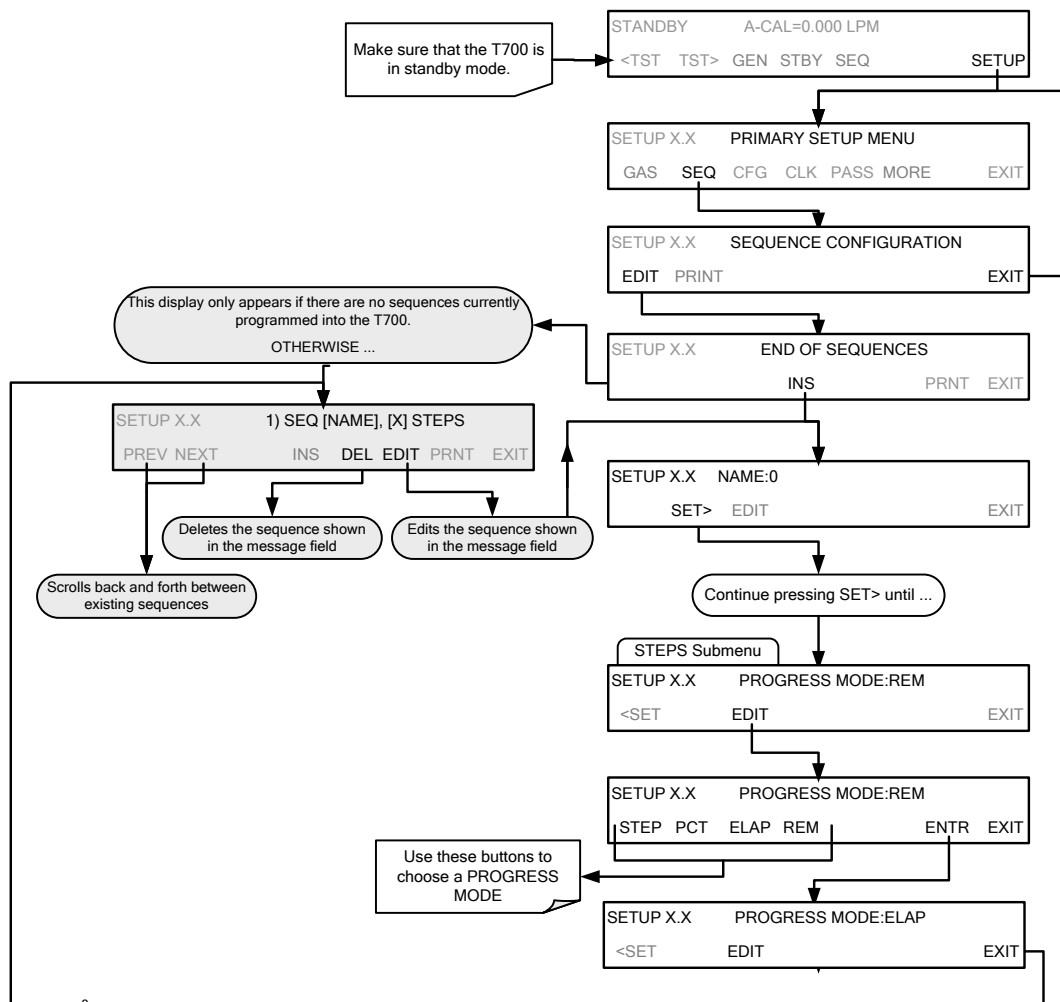 Make sure that the T700 is
in standby mode.
STANDBY A-CAL=0.000 LPM
<TST TST> GEN STBY SEQ SETUP
SETUP X.X PRIMARY SETUP MENU
GAS SEQ CFG CLK PASS MORE EXIT
SETUP X.X SEQUENCE CONFIGURATION
EDIT PRINT EXIT
This display only appears if there are no sequences currently
programmed into the T700.
OTHERWISE ...
SETUP X.X END OF SEQUENCES
INS PRNT EXIT
SETUP X.X 1) SEQ [NAME], [X] STEPS
PREV NEXT INS DEL EDIT PRNT EXIT
Deletes the sequence shown
in the message field
Edits the sequence shown
in the message field
Scrolls back and forth between
existing sequences
SETUP X.X NAME:0
SET> EDIT EXIT
Continue pressing SET> until ...
STEPS Submenu
SETUP X.X PROGRESS MODE:REM
<SET EDIT EXIT
SETUP X.X PROGRESS MODE:REM
STEP PCT ELAP REM ENTR EXIT
Use these buttons to
choose a PROGRESS
MODE
SETUP X.X PROGRESS MODE:ELAP
<SET EDIT EXIT